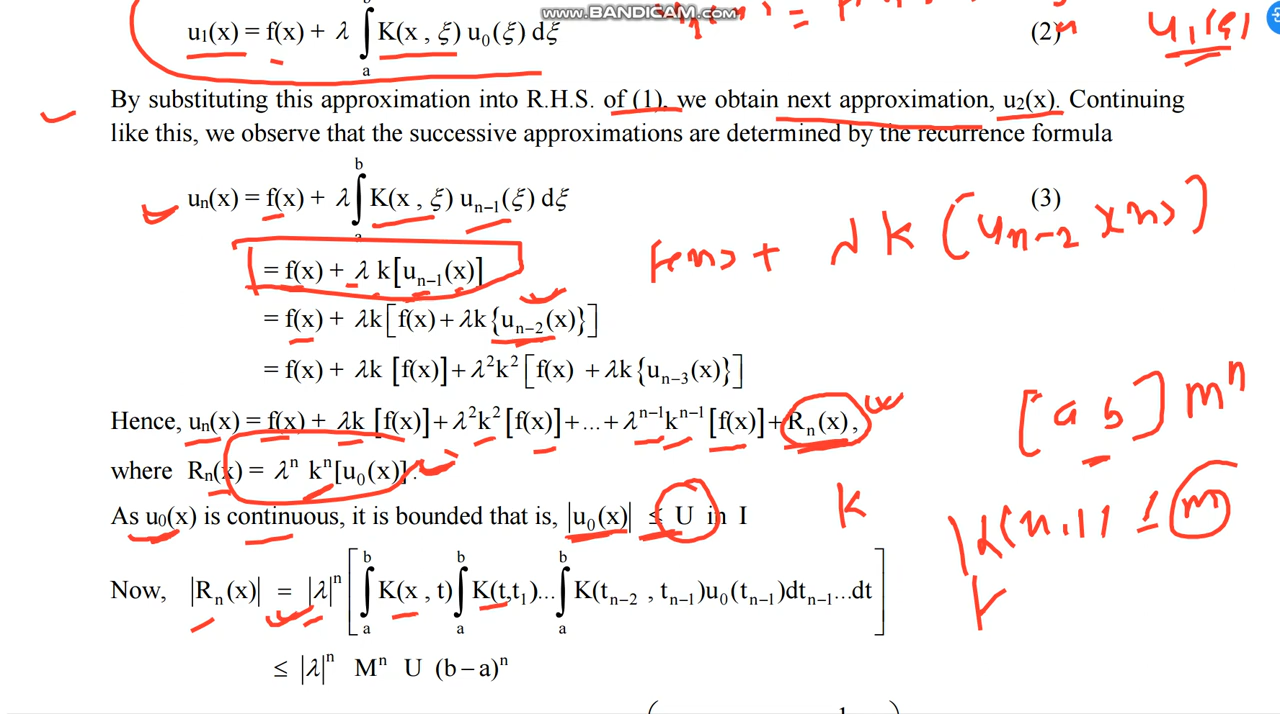 www.BANDICAM.com
u₁(x) = f(x) + λ ∫ₐᵇ K(x , ξ) u₀(ξ) dξ (2)
u₁(ξ)
By substituting this approximation into R.H.S. of (1), we obtain next approximation, u₂(x). Continuing
like this, we observe that the successive approximations are determined by the recurrence formula
uₙ(x) = f(x) + λ ∫ₐᵇ K(x , ξ) uₙ₋₁(ξ) dξ (3)
= f(x) + λ k[uₙ₋₁(x)]
λ k (uₙ₋₂
= f(x) + λk[f(x) + λk{uₙ₋₂(x)}]
= f(x) + λk [f(x)] + λ²k²[f(x) + λk{uₙ₋₃(x)}]
Hence, uₙ(x) = f(x) + λk [f(x)] + λ²k² [f(x)] + ... + λⁿ⁻¹kⁿ⁻¹ [f(x)] + Rₙ(x),
[a b] mⁿ
where Rₙ(x) = λⁿ kⁿ[u₀(x)].
As u₀(x) is continuous, it is bounded that is, |u₀(x)| ≤ U in I
k
m
Now, |Rₙ(x)| = |λ|ⁿ [∫ₐᵇ K(x , t) ∫ₐᵇ K(t,t₁)... ∫ₐᵇ K(tₙ₋₂ , tₙ₋₁)u₀(tₙ₋₁)dtₙ₋₁...dt]
≤ |λ|ⁿ Mⁿ U (b – a)ⁿ